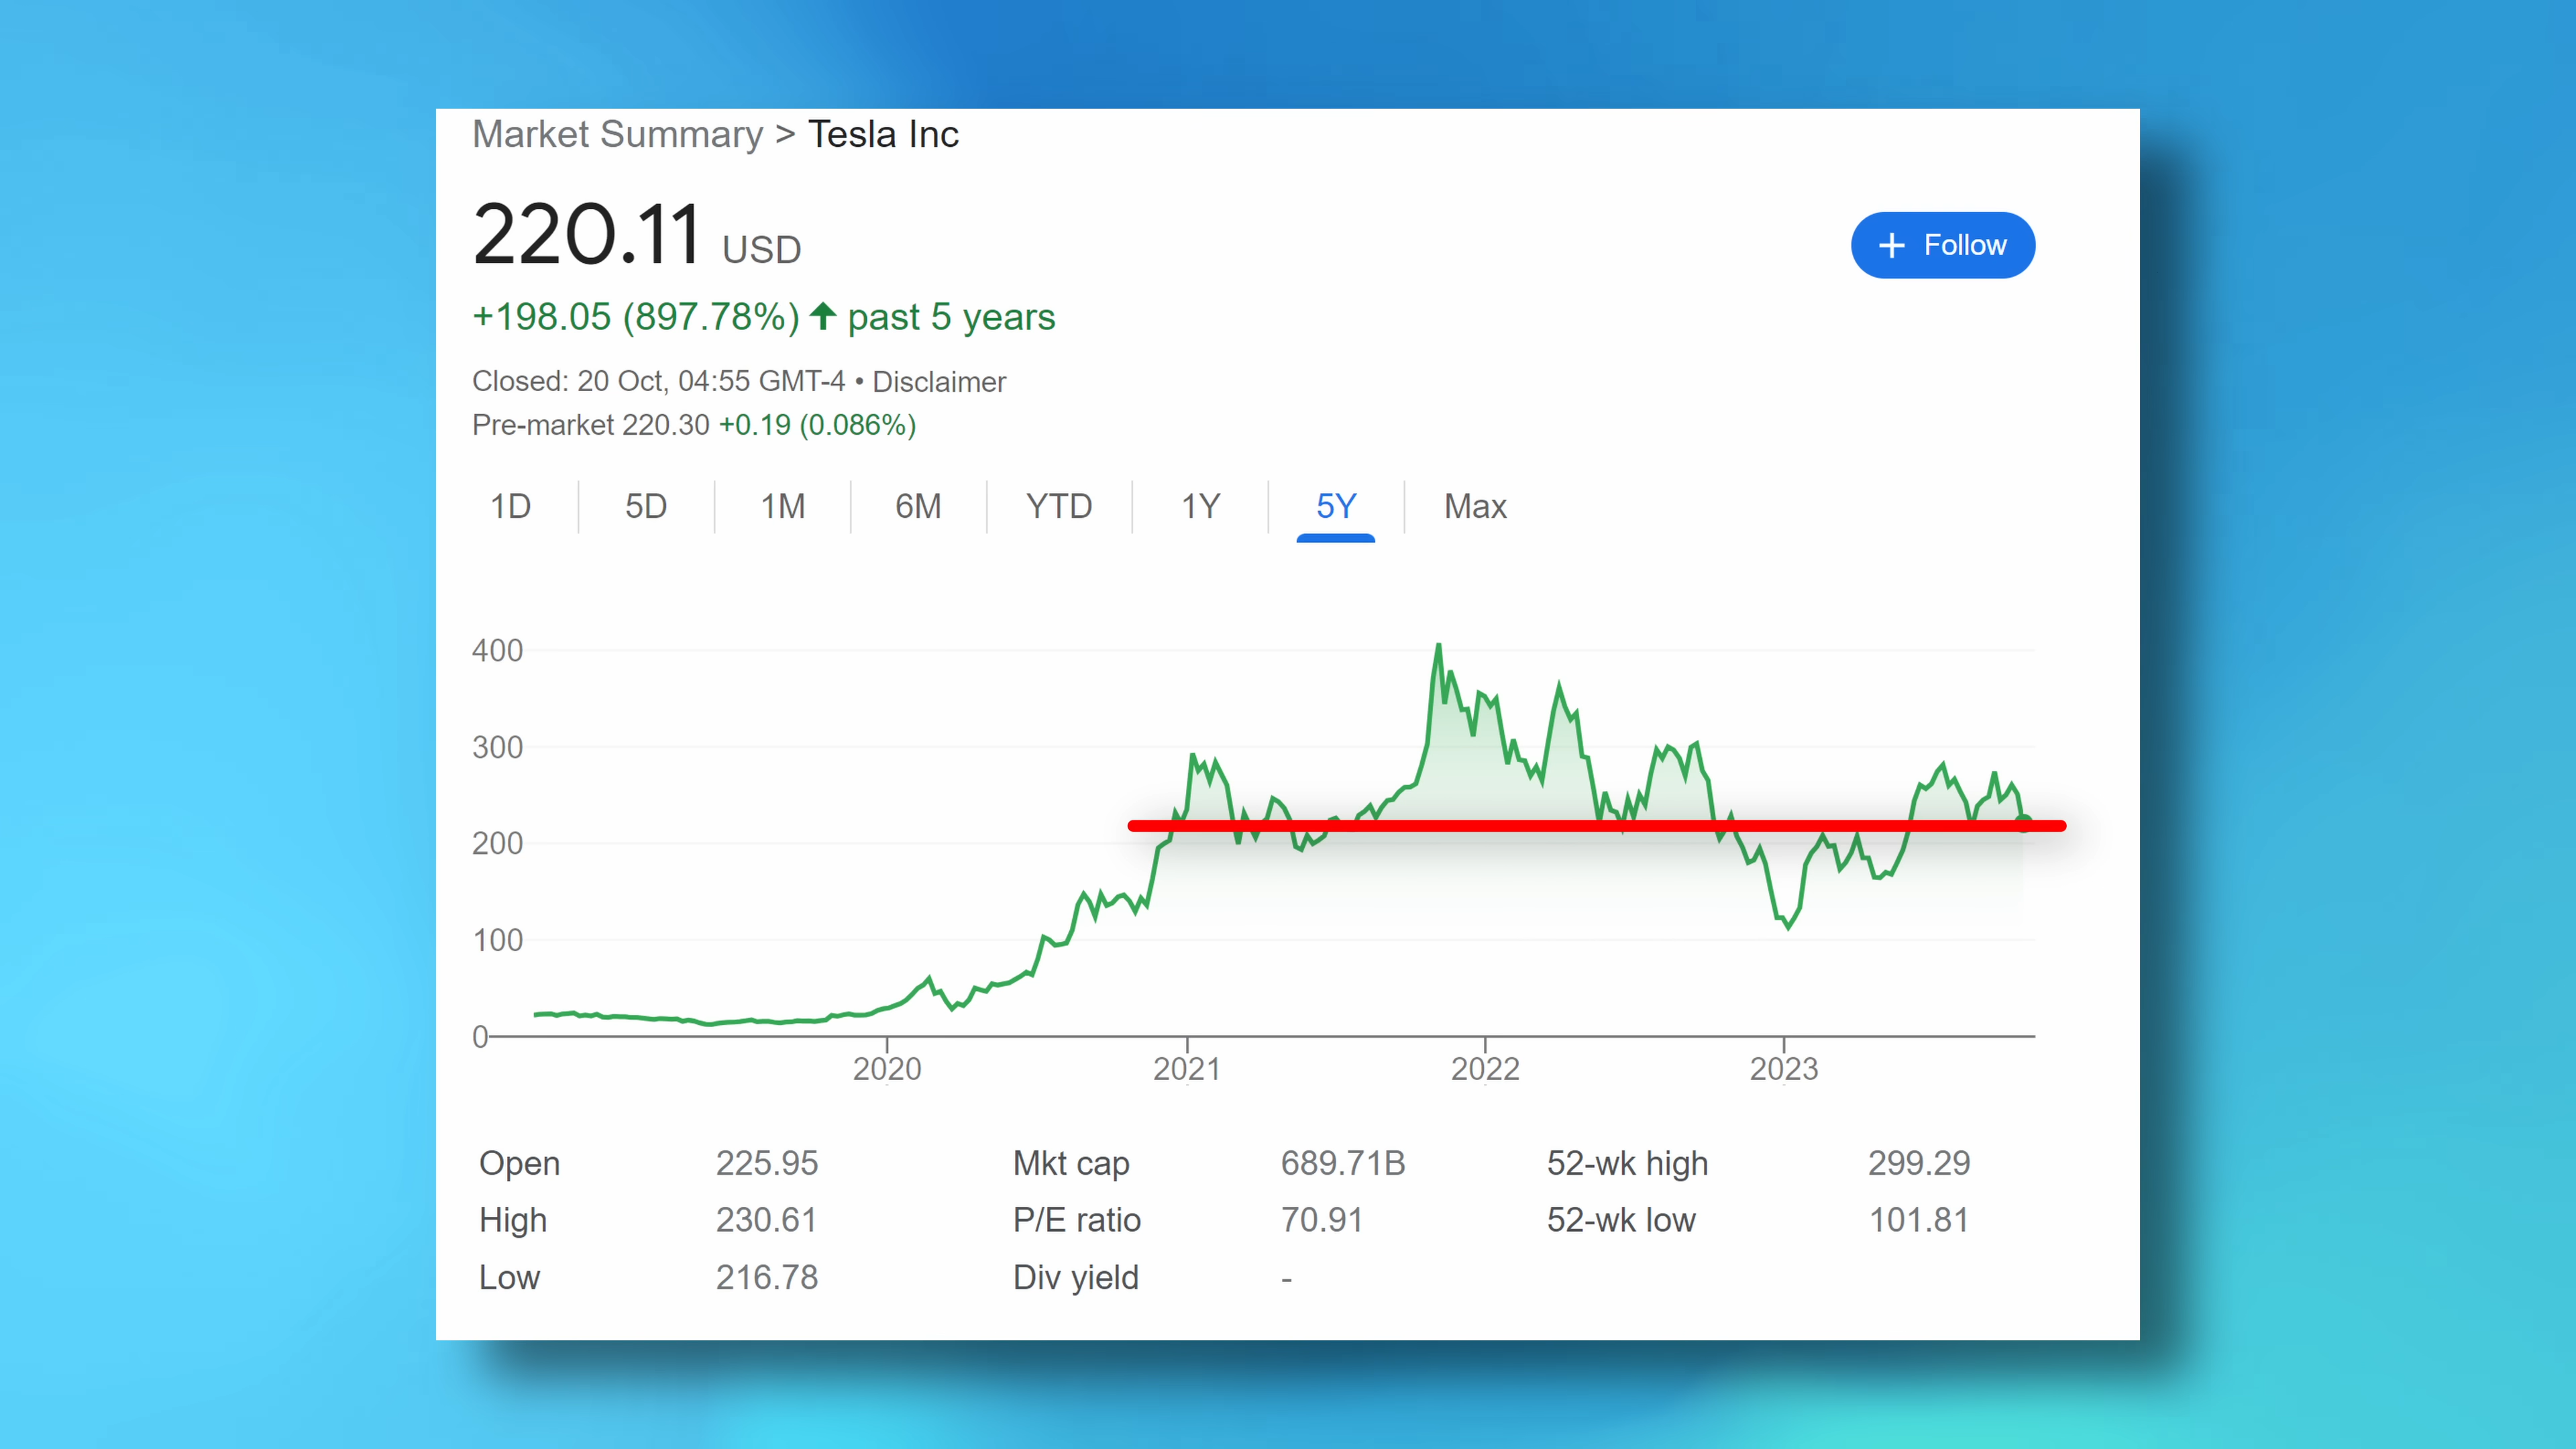 Market Summary > Tesla Inc
220.11 USD
+ Follow
+198.05 (897.78%) ↑ past 5 years
Closed: 20 Oct, 04:55 GMT-4 • Disclaimer
Pre-market 220.30 +0.19 (0.086%)
1D 5D 1M 6M YTD 1Y 5Y Max
400
300
200
100
0
2020 2021 2022 2023
Open 225.95 Mkt cap 689.71B 52-wk high 299.29
High 230.61 P/E ratio 70.91 52-wk low 101.81
Low 216.78 Div yield -